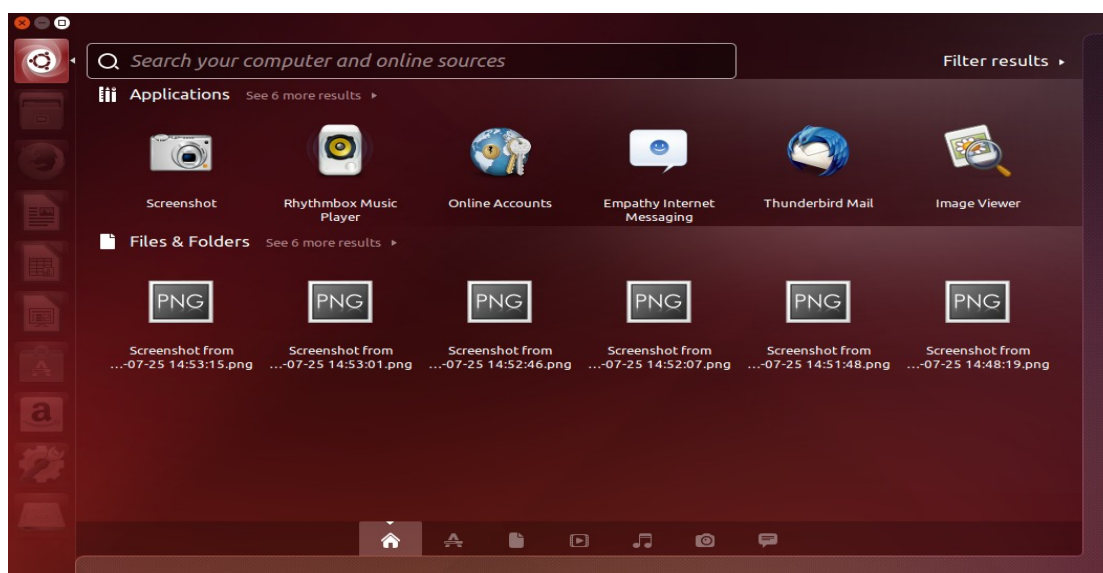 Search your computer and online sources
Filter results
Applications See 6 more results
Screenshot
Rhythmbox Music
Player
Online Accounts
Empathy Internet
Messaging
Thunderbird Mail
Image Viewer
Files & Folders See 6 more results
PNG
PNG
PNG
PNG
PNG
PNG
Screenshot from
...-07-25 14:53:15.png
Screenshot from
...-07-25 14:53:01.png
Screenshot from
...-07-25 14:52:46.png
Screenshot from
...-07-25 14:52:07.png
Screenshot from
...-07-25 14:51:48.png
Screenshot from
...-07-25 14:48:19.png
a